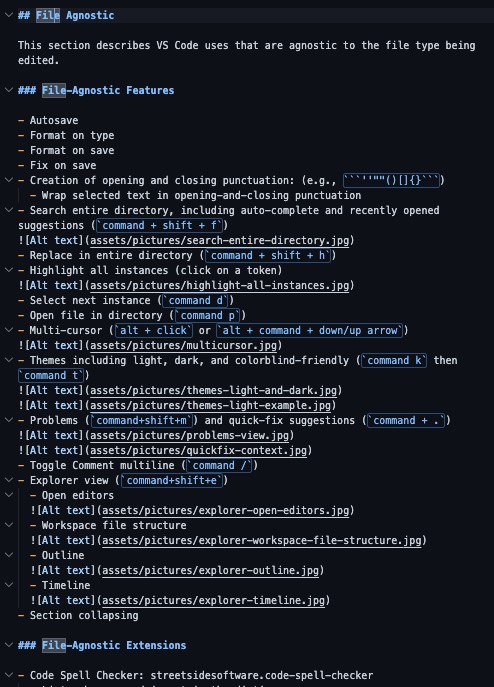 ## File Agnostic
This section describes VS Code uses that are agnostic to the file type being
edited.
### File-Agnostic Features
- Autosave
- Format on type
- Format on save
- Fix on save
- Creation of opening and closing punctuation: (e.g., ```''""()[]{}```)
- Wrap selected text in opening-and-closing punctuation
- Search entire directory, including auto-complete and recently opened
suggestions (`command + shift + f`)
![Alt text](assets/pictures/search-entire-directory.jpg)
- Replace in entire directory (`command + shift + h`)
- Highlight all instances (click on a token)
![Alt text](assets/pictures/highlight-all-instances.jpg)
- Select next instance (`command d`)
- Open file in directory (`command p`)
- Multi-cursor (`alt + click` or `alt + command + down/up arrow`)
![Alt text](assets/pictures/multicursor.jpg)
- Themes including light, dark, and colorblind-friendly (`command k` then
`command t`)
![Alt text](assets/pictures/themes-light-and-dark.jpg)
![Alt text](assets/pictures/themes-light-example.jpg)
- Problems (`command+shift+m`) and quick-fix suggestions (`command + .`)
![Alt text](assets/pictures/problems-view.jpg)
![Alt text](assets/pictures/quickfix-context.jpg)
- Toggle Comment multiline (`command /`)
- Explorer view (`command+shift+e`)
- Open editors
![Alt text](assets/pictures/explorer-open-editors.jpg)
- Workspace file structure
![Alt text](assets/pictures/explorer-workspace-file-structure.jpg)
- Outline
![Alt text](assets/pictures/explorer-outline.jpg)
- Timeline
![Alt text](assets/pictures/explorer-timeline.jpg)
- Section collapsing
### File-Agnostic Extensions
- Code Spell Checker: streetsidesoftware.code-spell-checker